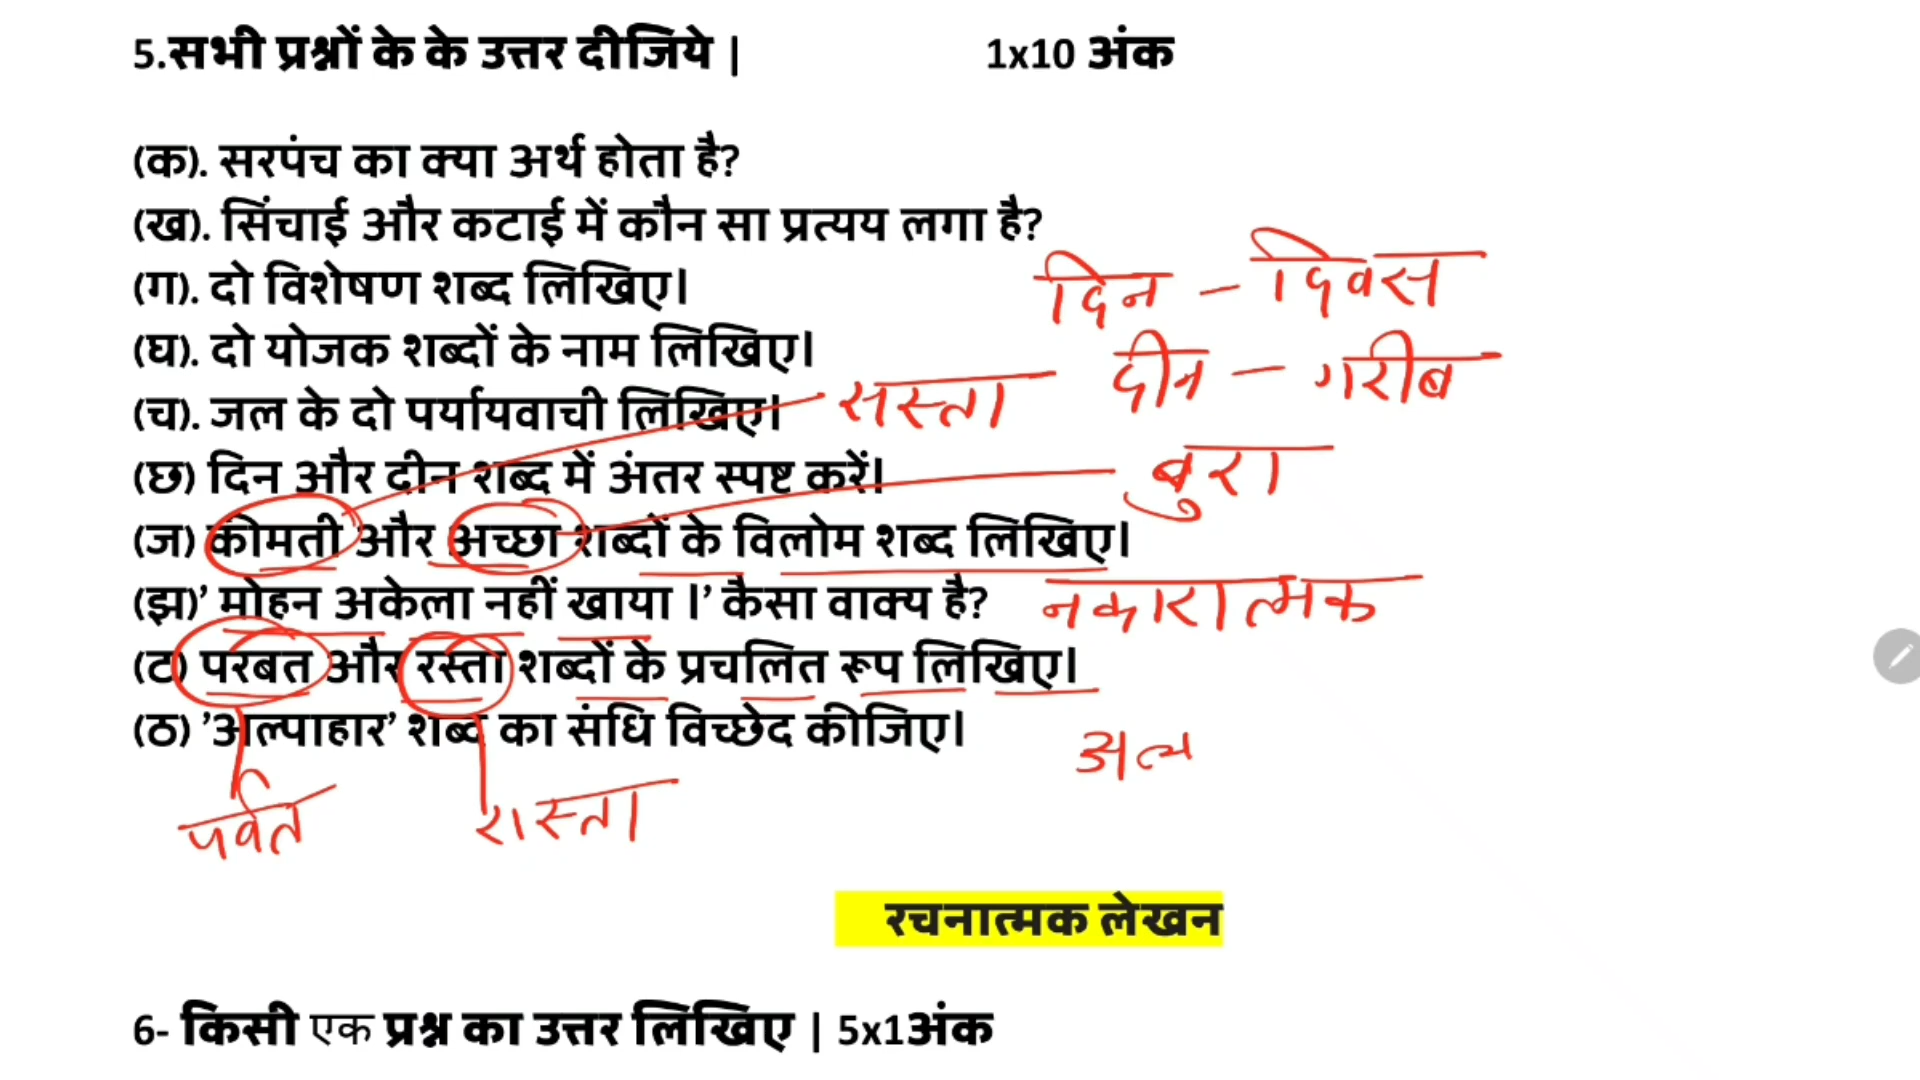 5.सभी प्रश्नों के के उत्तर दीजिये | 1x10 अंक
(क). सरपंच का क्या अर्थ होता है?
(ख). सिंचाई और कटाई में कौन सा प्रत्यय लगा है?
(ग). दो विशेषण शब्द लिखिए।
दिन - दिवस
(घ). दो योजक शब्दों के नाम लिखिए।
दीन - गरीब
(च). जल के दो पर्यायवाची लिखिए।
सस्ता
(छ) दिन और दीन शब्द में अंतर स्पष्ट करें।
बुरा
(ज) कीमती और अच्छा शब्दों के विलोम शब्द लिखिए।
(झ)’ मोहन अकेला नहीं खाया ।’ कैसा वाक्य है?
नकारात्मक
(ट) परबत और रस्ता शब्दों के प्रचलित रूप लिखिए।
(ठ) ’अल्पाहार’ शब्द का संधि विच्छेद कीजिए।
अल्प
पर्वत
रास्ता
रचनात्मक लेखन
6- किसी एक प्रश्न का उत्तर लिखिए | 5x1अंक